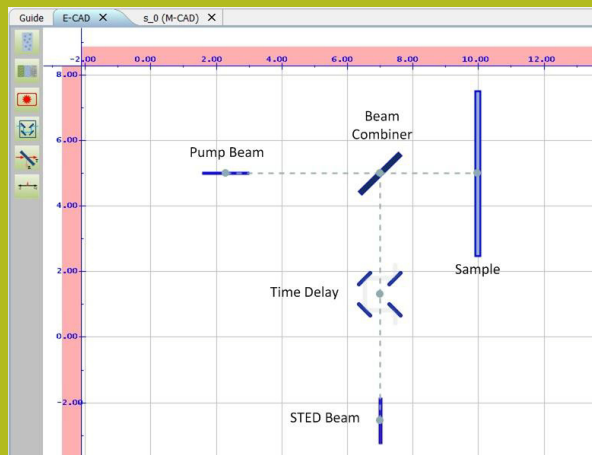 Guide E-CAD X s_0 (M-CAD) X
-2.00 0.00 2.00 4.00 6.00 8.00 10.00 12.00
8.00
Beam
Combiner
6.00
Pump Beam
4.00
Sample
2.00
Time Delay
0.00
-2.00
STED Beam